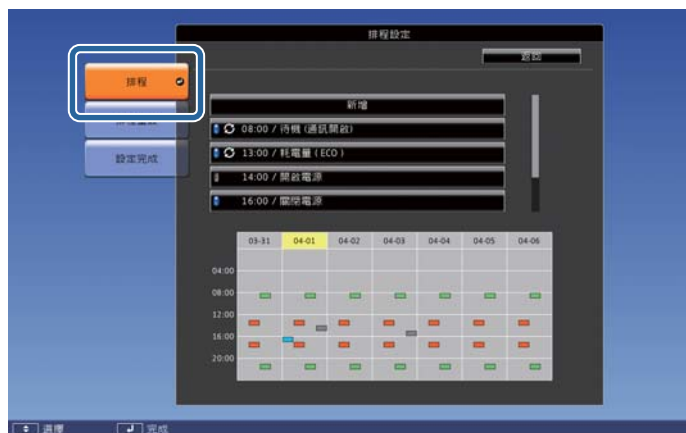 排程設定
返回
排程
設定完成
新增
08:00 / 待機 (通訊開啟)
13:00 / 耗電量 ( ECO )
14:00 / 開啟電源
16:00 / 關閉電源
03-31 04-01 04-02 04-03 04-04 04-05 04-06
04:00
08:00
12:00
16:00
20:00
選擇 完成